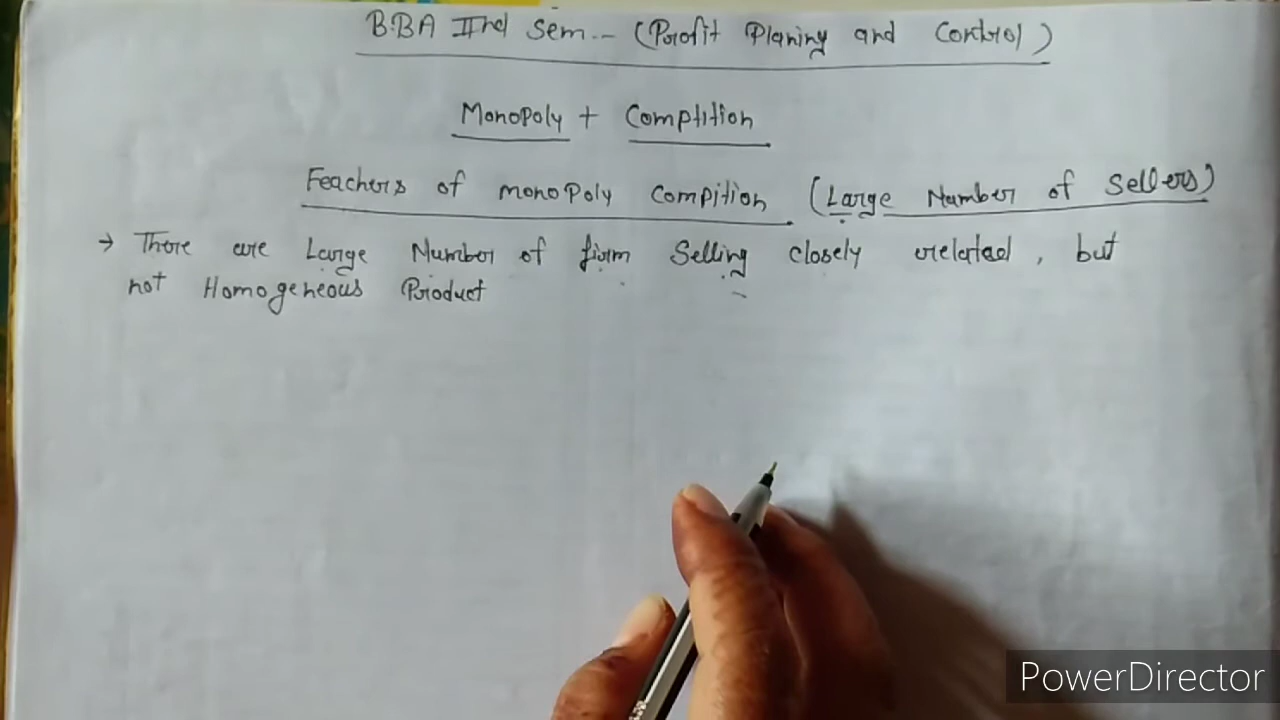 B.BA IInd Sem.- (Profit Planing and Control)
Monopoly + Comptition
Feachers of monopoly compition (Large Number of Sellers)
→ There are Large Number of firm Selling closely related, but
not Homogeneous Product
PowerDirector